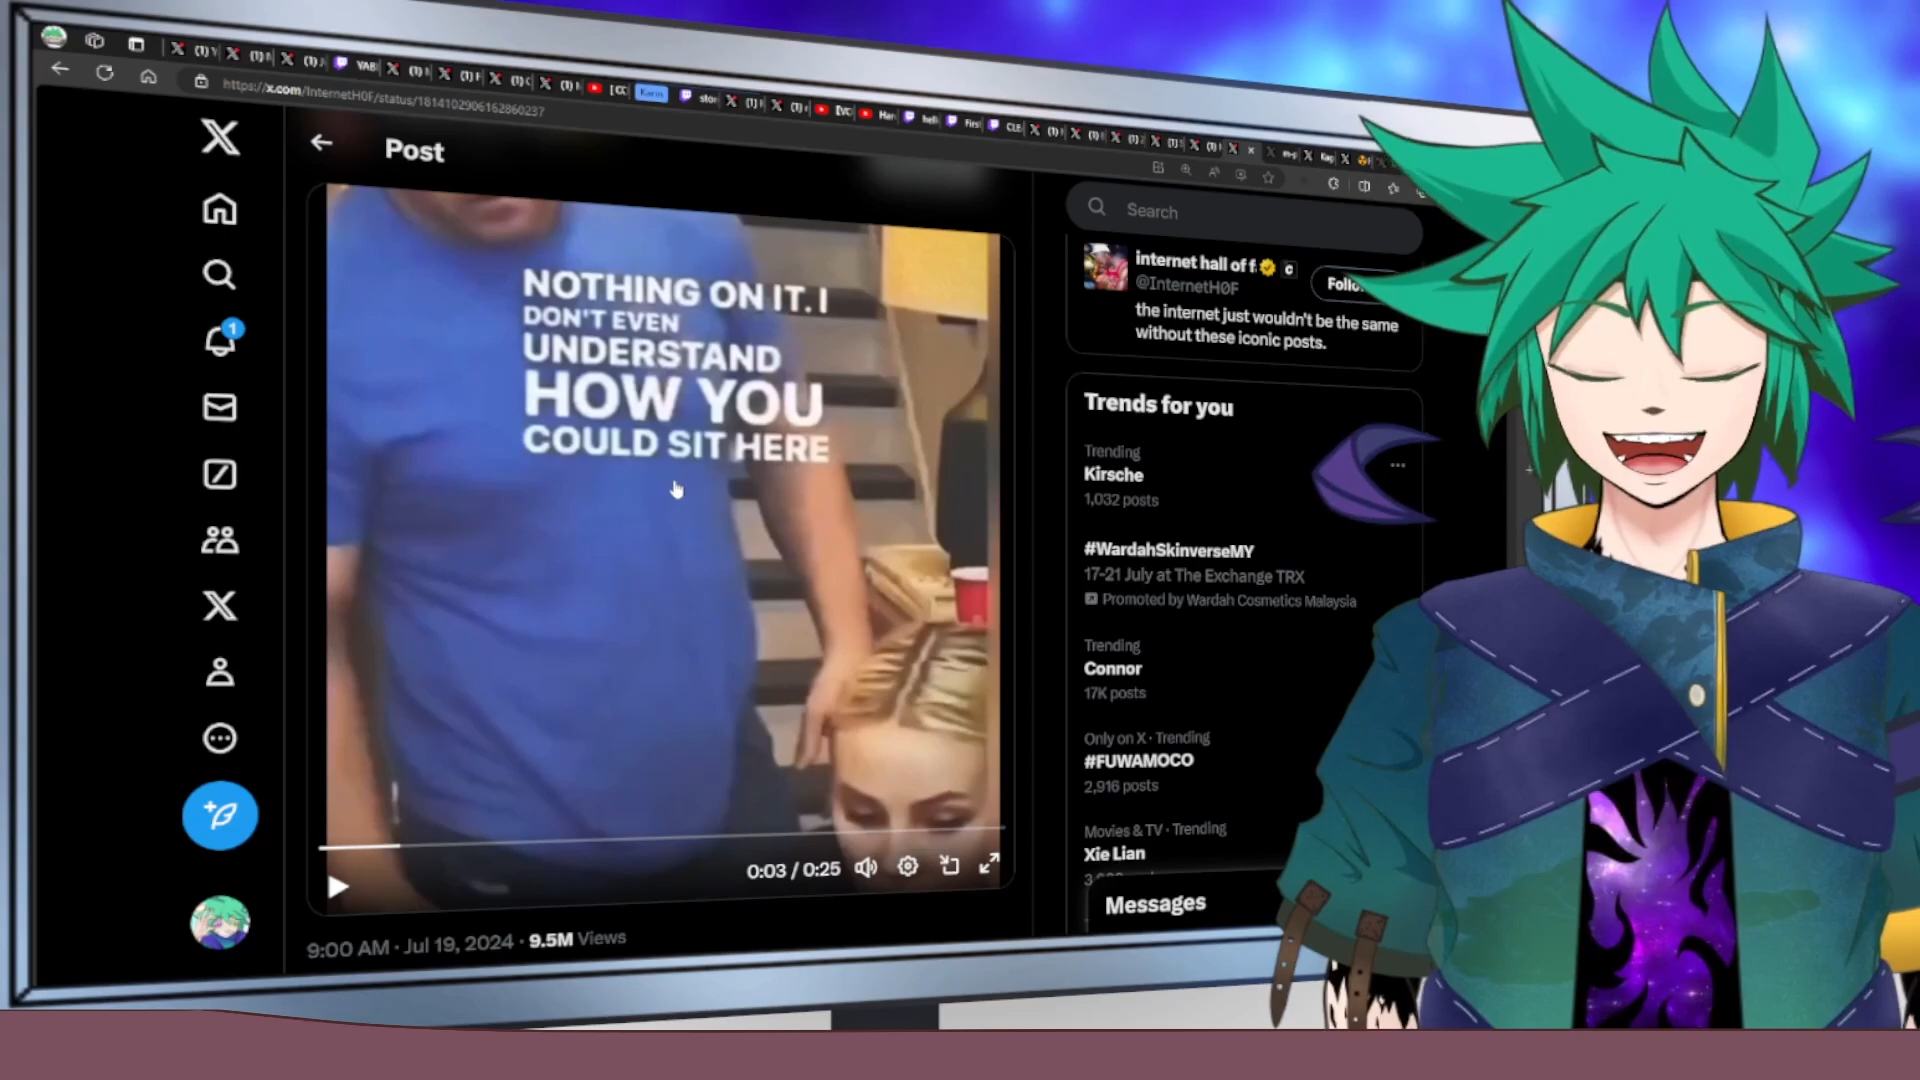 YAB
Kami
CLE
https://x.com/InternetH0F/status/1814102906162860237
Post
NOTHING ON IT. I
DON'T EVEN
UNDERSTAND
HOW YOU
COULD SIT HERE
0:03 / 0:25
9:00 AM · Jul 19, 2024 · 9.5M Views
1
Search
internet hall of f
@InternetH0F
the internet just wouldn't be the same
without these iconic posts.
Trends for you
Trending
Kirsche
1,032 posts
#WardahSkinverseMY
17-21 July at The Exchange TRX
Promoted by Wardah Cosmetics Malaysia
Trending
Connor
17K posts
Only on X · Trending
#FUWAMOCO
2,916 posts
Movies & TV · Trending
Xie Lian
Messages